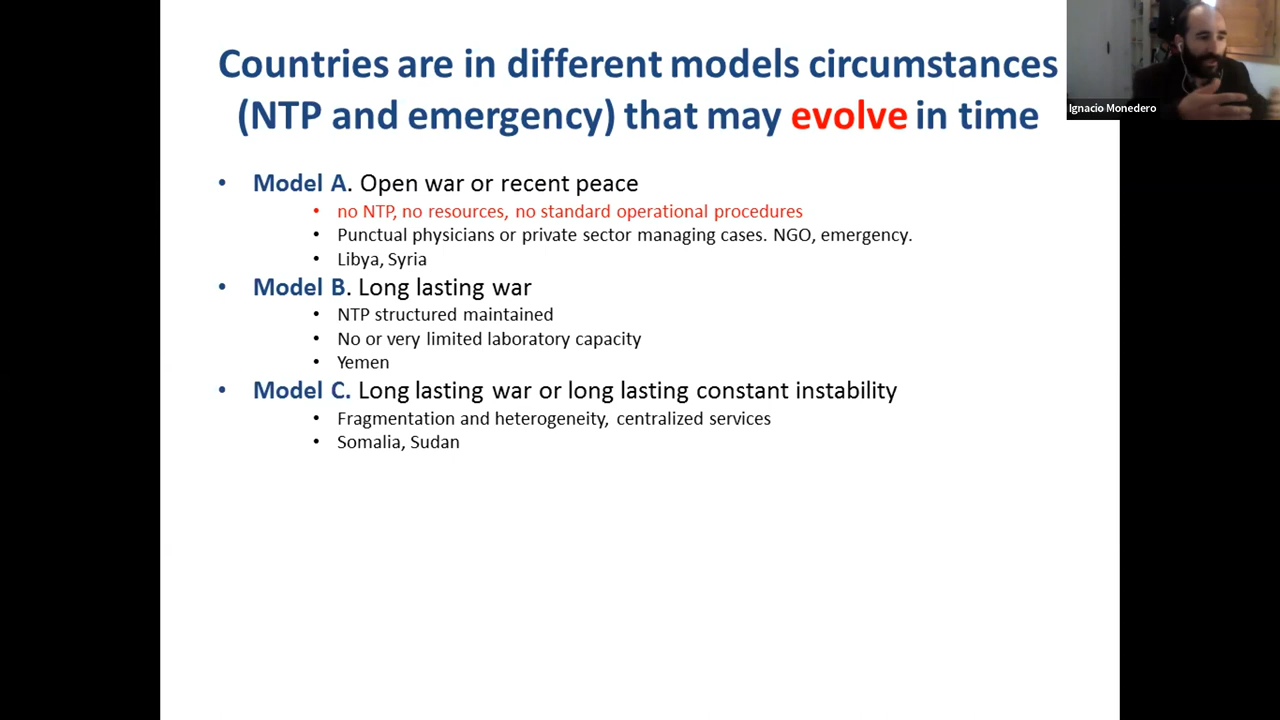 Countries are in different models circumstances
(NTP and emergency) that may evolve in time
Ignacio Monedero
• Model A. Open war or recent peace
• no NTP, no resources, no standard operational procedures
• Punctual physicians or private sector managing cases. NGO, emergency.
• Libya, Syria
• Model B. Long lasting war
• NTP structured maintained
• No or very limited laboratory capacity
• Yemen
• Model C. Long lasting war or long lasting constant instability
• Fragmentation and heterogeneity, centralized services
• Somalia, Sudan